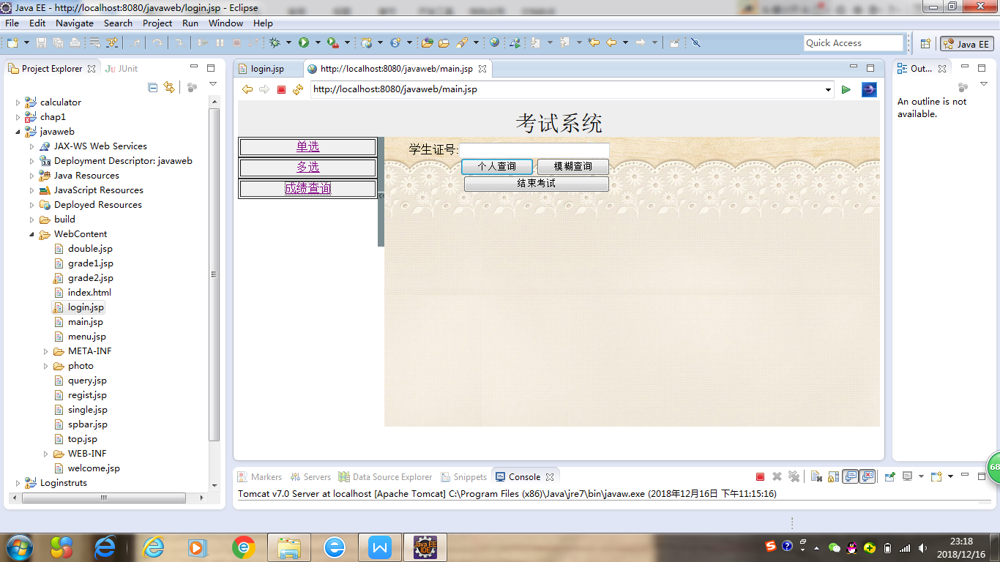 Java EE - http://localhost:8080/javaweb/login.jsp - Eclipse
File Edit Navigate Search Project Run Window Help
Quick Access
Java EE
Project Explorer
JUnit
calculator
chap1
javaweb
JAX-WS Web Services
Deployment Descriptor: javaweb
Java Resources
JavaScript Resources
Deployed Resources
build
WebContent
double.jsp
grade1.jsp
grade2.jsp
index.html
login.jsp
main.jsp
menu.jsp
META-INF
photo
query.jsp
regist.jsp
single.jsp
spbar.jsp
top.jsp
WEB-INF
welcome.jsp
Loginstruts
login.jsp
http://localhost:8080/javaweb/main.jsp
http://localhost:8080/javaweb/main.jsp
考试系统
单选
多选
成绩查询
学生证号:
个人查询 模糊查询
结束考试
Out...
An outline is not
available.
68
Markers Servers Data Source Explorer Snippets Console
Tomcat v7.0 Server at localhost [Apache Tomcat] C:\Program Files (x86)\Java\jre7\bin\javaw.exe (2018年12月16日 下午11:15:16)
Java EE
IDE
23:18
2018/12/16